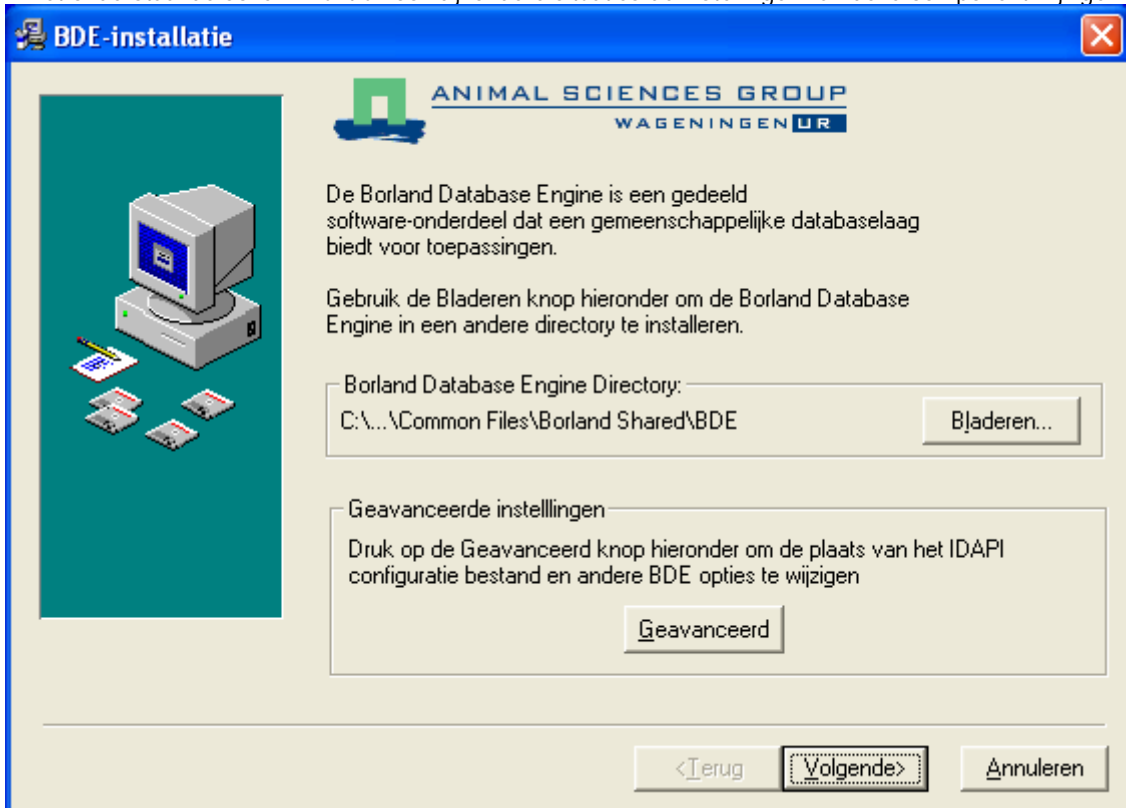 BDE-installatie
ANIMAL SCIENCES GROUP
WAGENINGEN UR
De Borland Database Engine is een gedeeld
software-onderdeel dat een gemeenschappelijke databaselaag
biedt voor toepassingen.
Gebruik de Bladeren knop hieronder om de Borland Database
Engine in een andere directory te installeren.
Borland Database Engine Directory:
C:\...\Common Files\Borland Shared\BDE
Bladeren...
Geavanceerde instelllingen
Druk op de Geavanceerd knop hieronder om de plaats van het IDAPI
configuratie bestand en andere BDE opties te wijzigen
Geavanceerd
<Terug
Volgende>
Annuleren